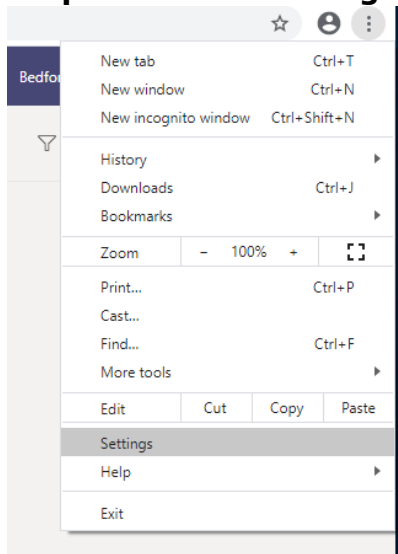 Bedfo
New tab Ctrl+T
New window Ctrl+N
New incognito window Ctrl+Shift+N
History
Downloads Ctrl+J
Bookmarks
Zoom - 100% +
Print... Ctrl+P
Cast...
Find... Ctrl+F
More tools
Edit Cut Copy Paste
Settings
Help
Exit